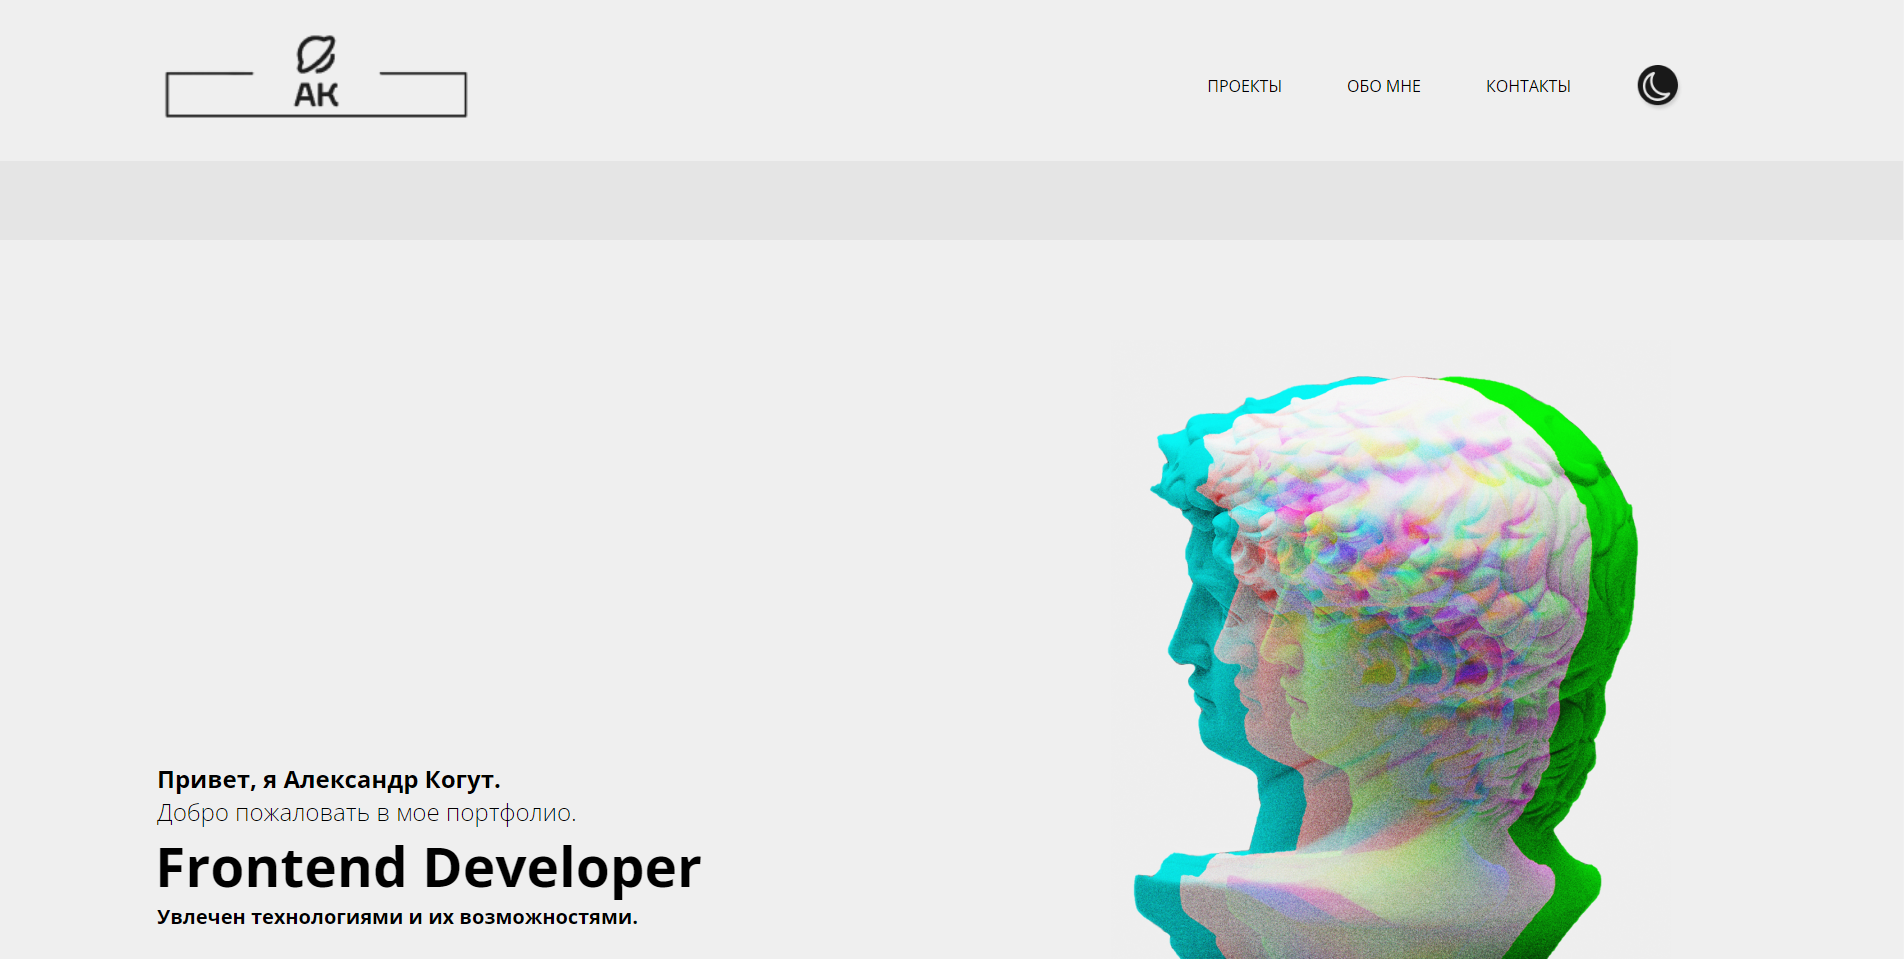 АК
ПРОЕКТЫ ОБО МНЕ КОНТАКТЫ
Привет, я Александр Когут.
Добро пожаловать в мое портфолио.
Frontend Developer
Увлечен технологиями и их возможностями.